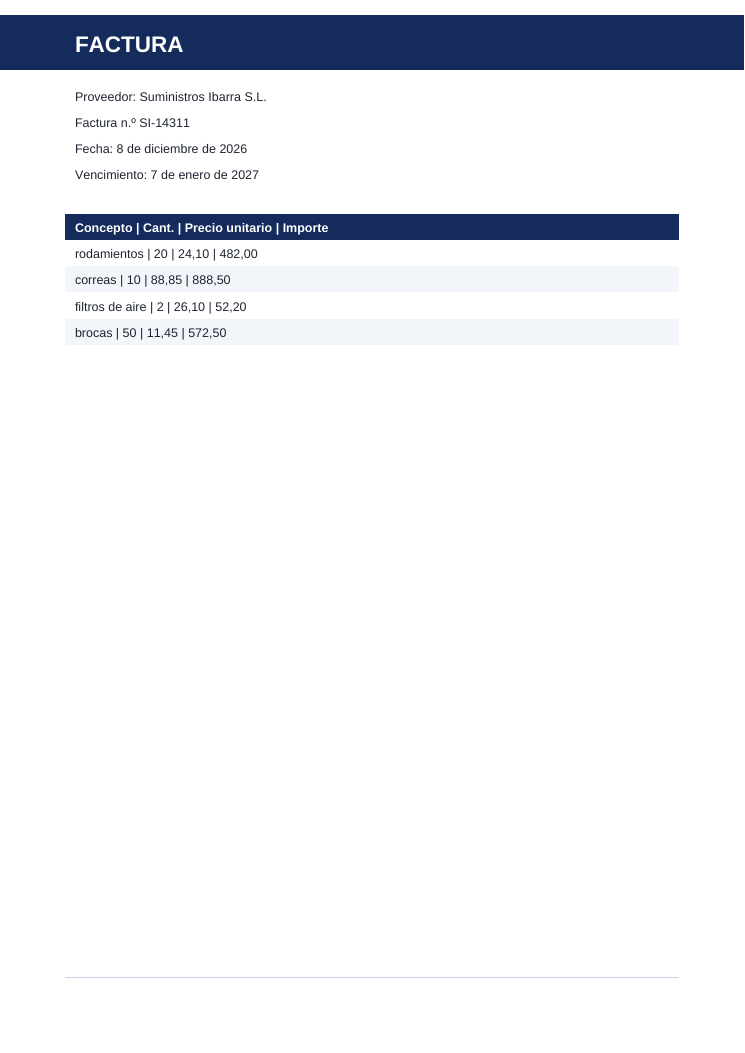 FACTURA
Proveedor: Suministros Ibarra S.L.
Factura n.º SI-14311
Fecha: 8 de diciembre de 2026
Vencimiento: 7 de enero de 2027
Concepto | Cant. | Precio unitario | Importe
rodamientos | 20 | 24,10 | 482,00
correas | 10 | 88,85 | 888,50
filtros de aire | 2 | 26,10 | 52,20
brocas | 50 | 11,45 | 572,50